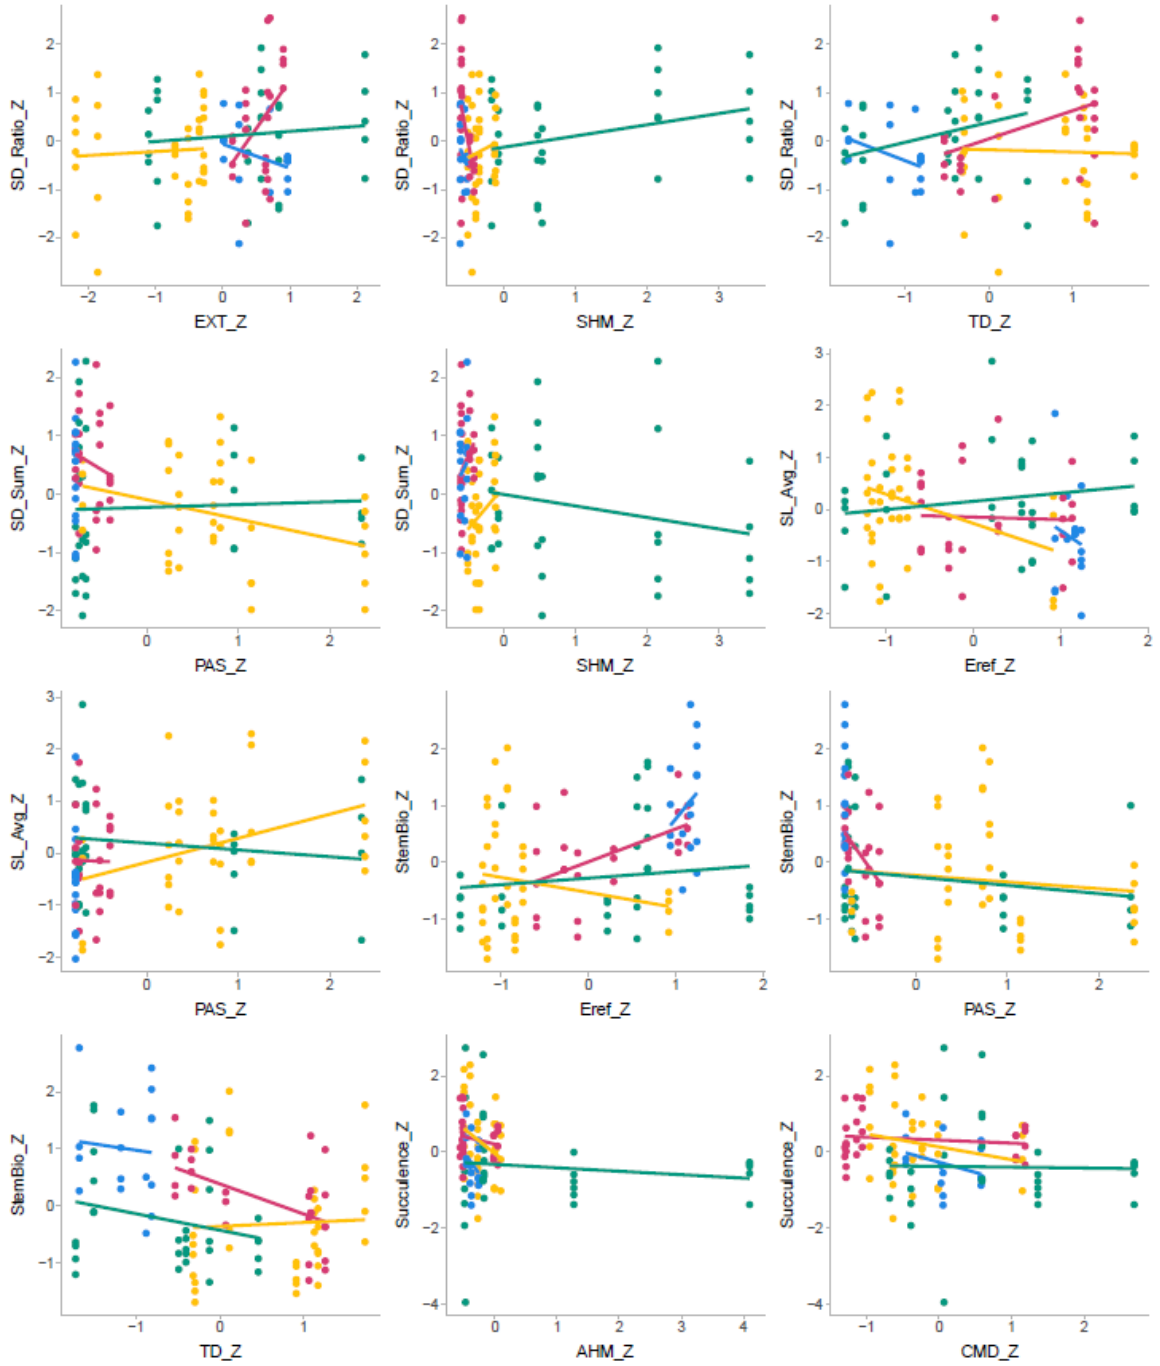 2
1
0
−1
−2
SD_Ratio_Z
−2 −1 0 1 2
EXT_Z
2
1
0
−1
−2
SD_Ratio_Z
0 1 2 3
SHM_Z
2
1
0
−1
−2
SD_Ratio_Z
−1 0 1
TD_Z
2
1
0
−1
−2
SD_Sum_Z
0 1 2
PAS_Z
2
1
0
−1
−2
SD_Sum_Z
0 1 2 3
SHM_Z
3
2
1
0
−1
−2
SL_Avg_Z
−1 0 1 2
Eref_Z
3
2
1
0
−1
−2
SL_Avg_Z
0 1 2
PAS_Z
2
1
0
−1
StemBio_Z
−1 0 1 2
Eref_Z
2
1
0
−1
StemBio_Z
0 1 2
PAS_Z
2
1
0
−1
StemBio_Z
−1 0 1
TD_Z
2
0
−2
−4
Succulence_Z
0 1 2 3 4
AHM_Z
2
0
−2
−4
Succulence_Z
−1 0 1 2
CMD_Z